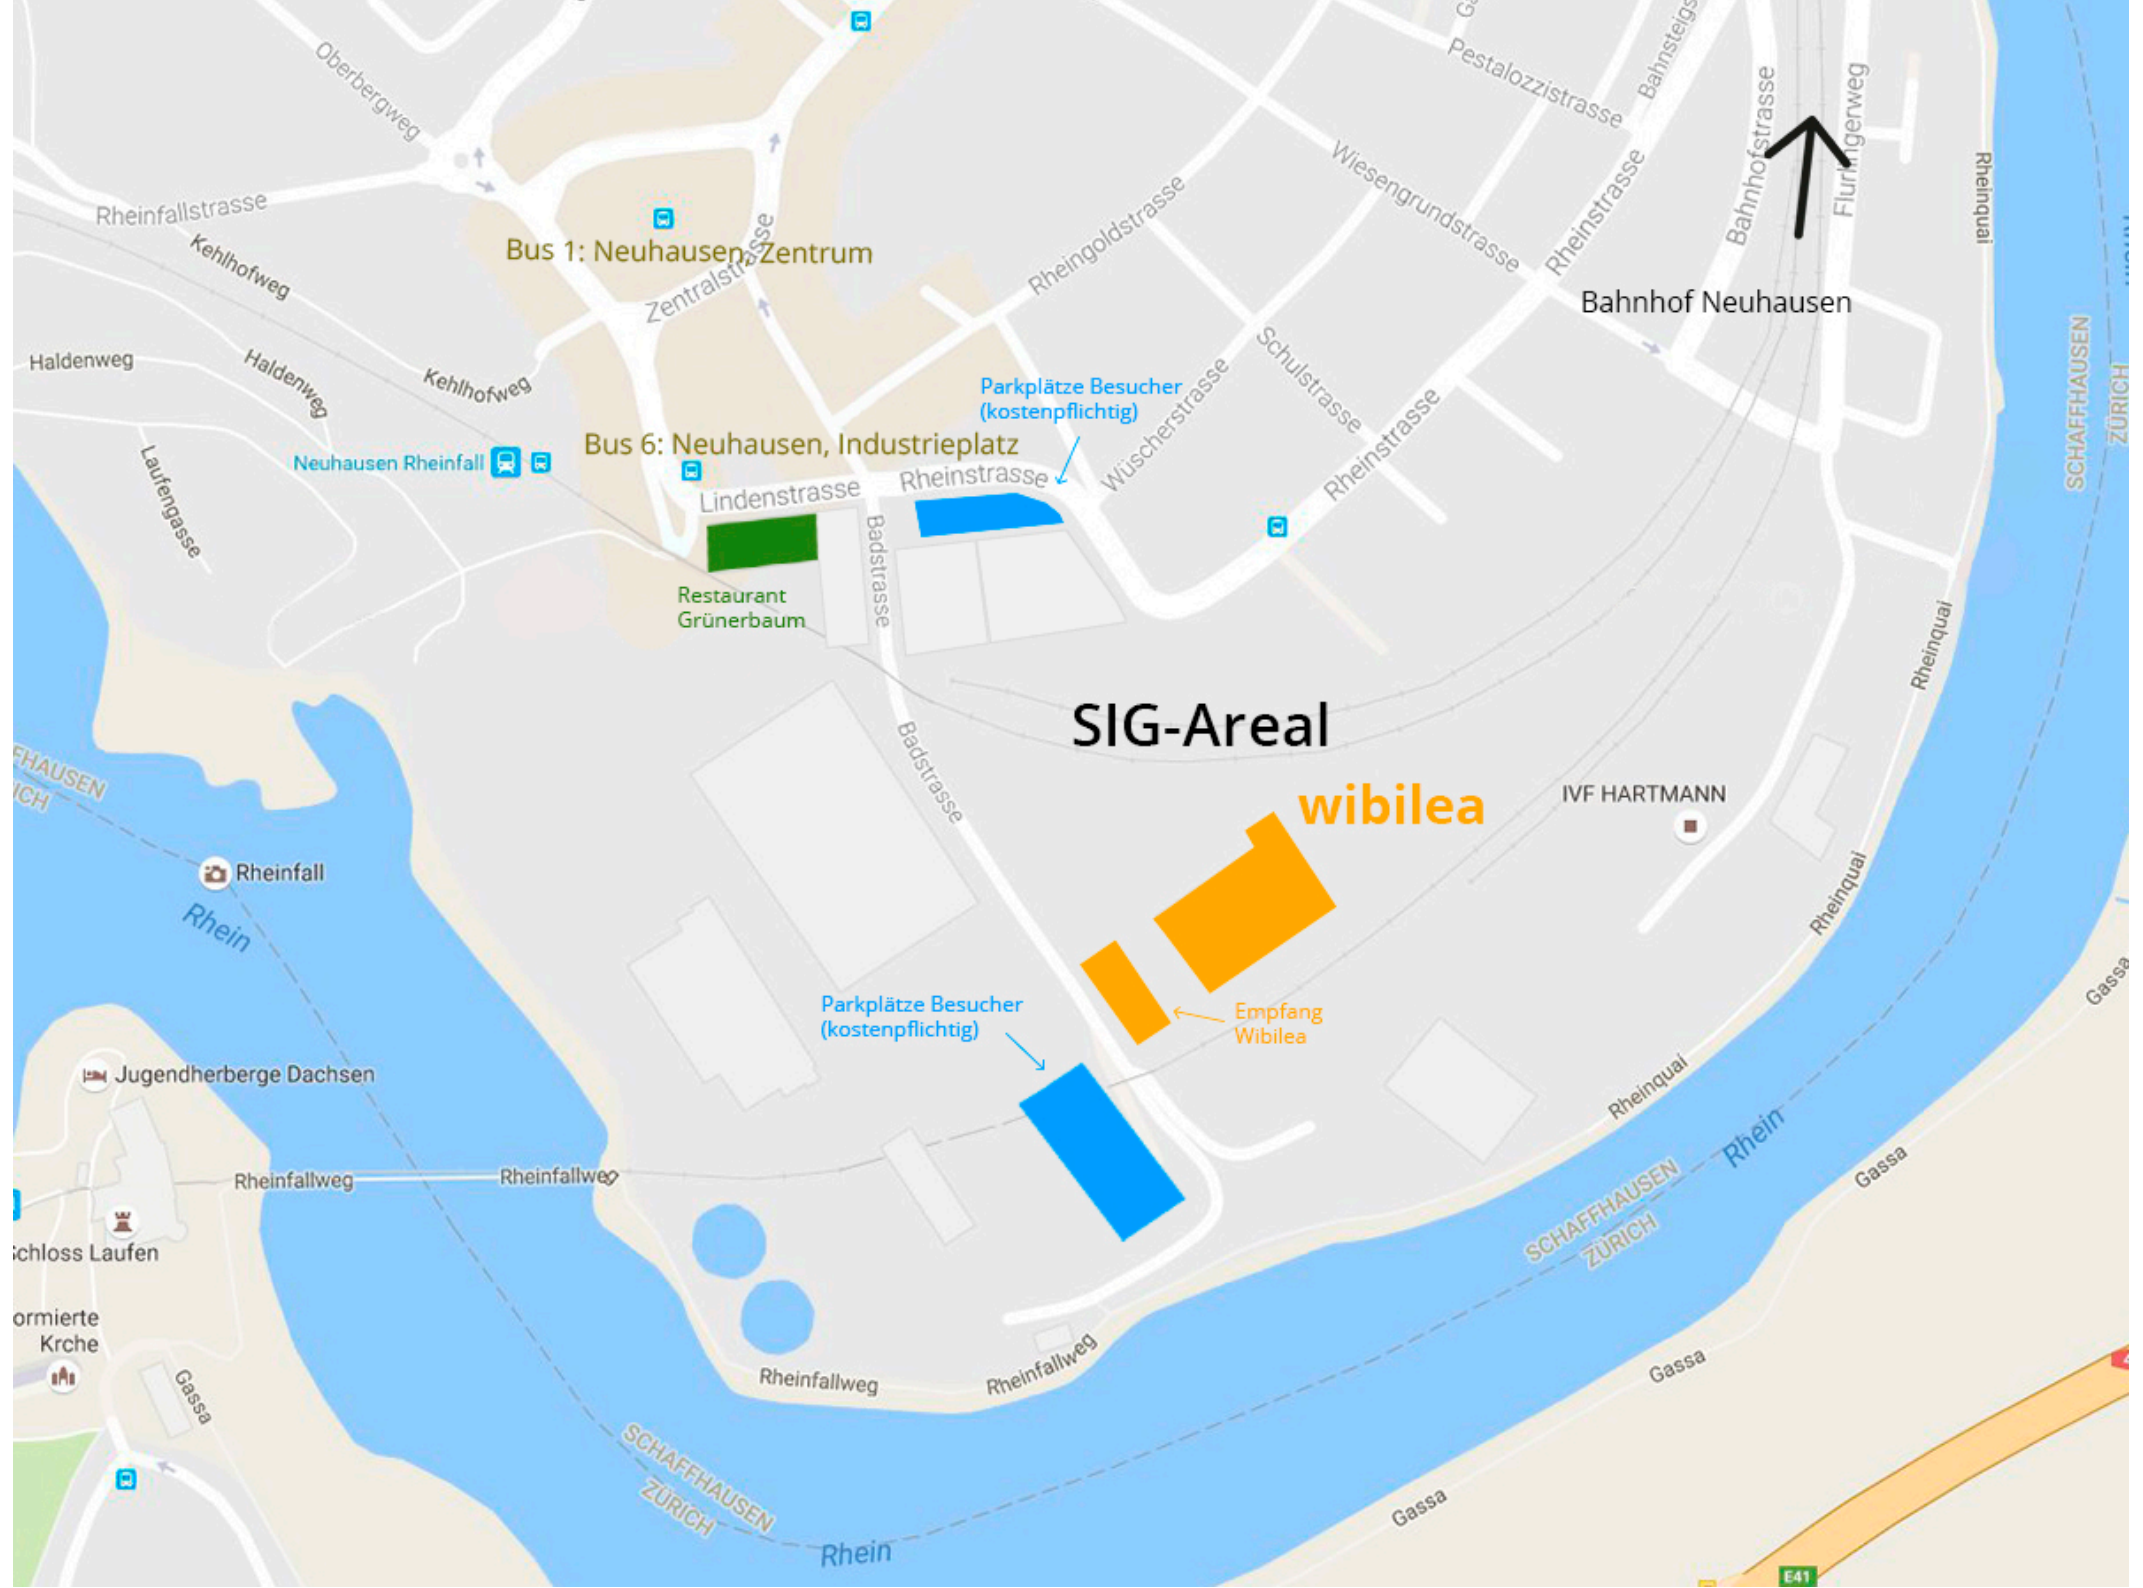 Oberbergweg
Pestalozzistrasse
Bahnhofstrasse
Flurlingerweg
Rheinquai
Rheinfallstrasse
Kehlhofweg
Bus 1: Neuhausen, Zentrum
Zentralstrasse
Rheingoldstrasse
Wiesengrundstrasse
Rheinstrasse
Bahnhof Neuhausen
SCHAFFHAUSEN
ZÜRICH
Haldenweg
Haldenweg
Kehlhofweg
Parkplätze Besucher
(kostenpflichtig)
Schulstrasse
Wüscherstrasse
Rheinstrasse
Laufengasse
Neuhausen Rheinfall
Bus 6: Neuhausen, Industrieplatz
Lindenstrasse
Rheinstrasse
Badstrasse
Restaurant
Grünerbaum
Rheinquai
SIG-Areal
Badstrasse
wibilea
IVF HARTMANN
Rheinfall
Rhein
Rheinquai
Parkplätze Besucher
(kostenpflichtig)
Empfang
Wibilea
Gassa
Jugendherberge Dachsen
Rheinquai
Rhein
Rheinfallweg
Rheinfallweg
Gassa
SCHAFFHAUSEN
ZÜRICH
chloss Laufen
ormierte
Krche
Gassa
Rheinfallweg
Rheinfallweg
Gassa
SCHAFFHAUSEN
ZÜRICH
Gassa
Rhein
E41